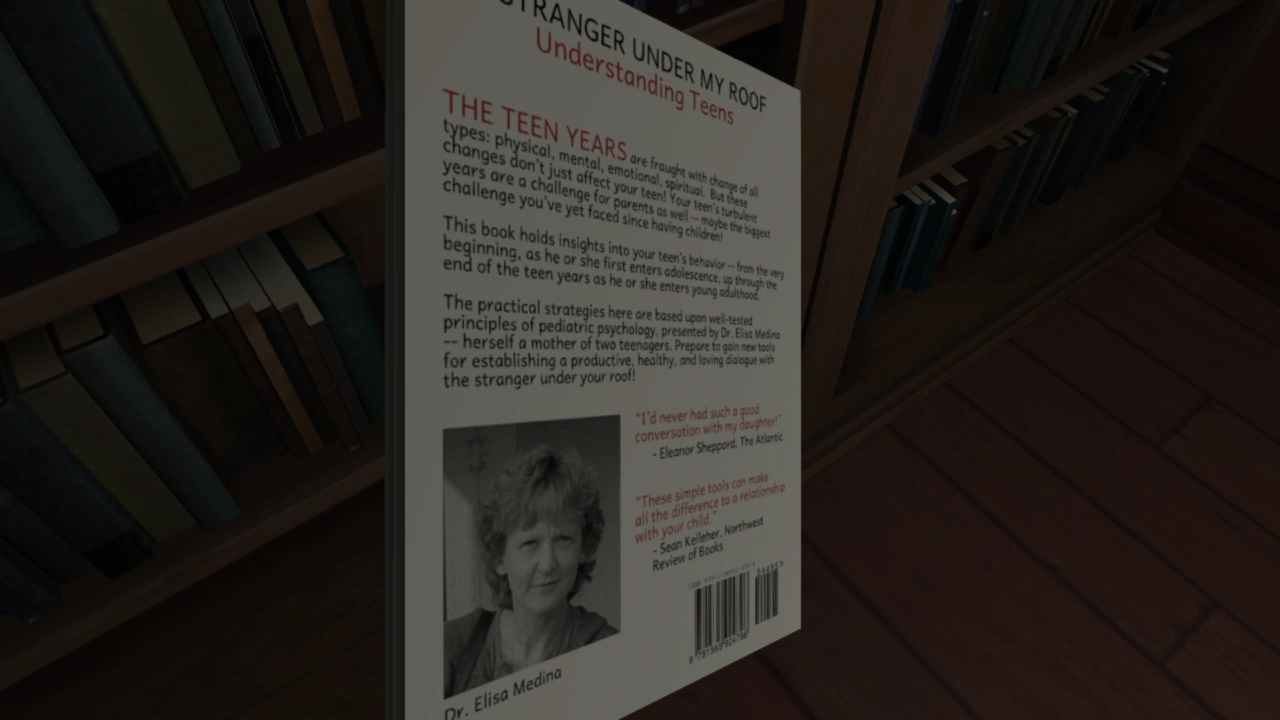 STRANGER UNDER MY ROOF
Understanding Teens
THE TEEN YEARS are fraught with change of all
types: physical, mental, emotional, spiritual. But these
changes don't just affect your teen! Your teen's turbulent
years are a challenge for parents as well -- maybe the biggest
challenge you've yet faced since having children!
This book holds insights into your teen's behavior -- from the very
beginning, as he or she first enters adolescence, up through the
end of the teen years as he or she enters young adulthood.
The practical strategies here are based upon well-tested
principles of pediatric psychology, presented by Dr. Elisa Medina
-- herself a mother of two teenagers. Prepare to gain new tools
for establishing a productive, healthy, and loving dialogue with
the stranger under your roof!
"I'd never had such a good
conversation with my daughter!"
- Eleanor Sheppard, The Atlantic
"These simple tools can make
all the difference to a relationship
with your child."
- Sean Kelleher, Northwest
Review of Books
Dr. Elisa Medina